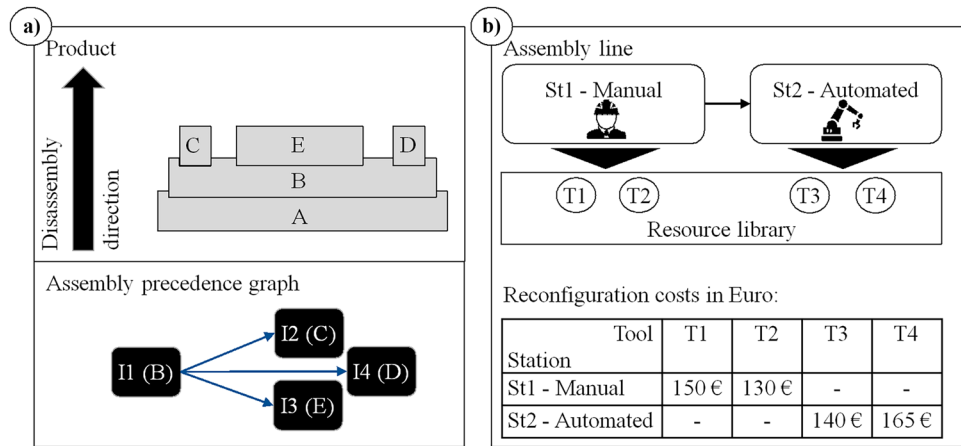 a)
Product
Disassembly
direction
C
E
D
B
A
Assembly precedence graph
I1 (B)
I2 (C)
I4 (D)
I3 (E)
b)
Assembly line
St1 - Manual
St2 - Automated
T1
T2
T3
T4
Resource library
Reconfiguration costs in Euro:
Tool T1 T2 T3 T4
Station
St1 - Manual 150 € 130 € - -
St2 - Automated - - 140 € 165 €